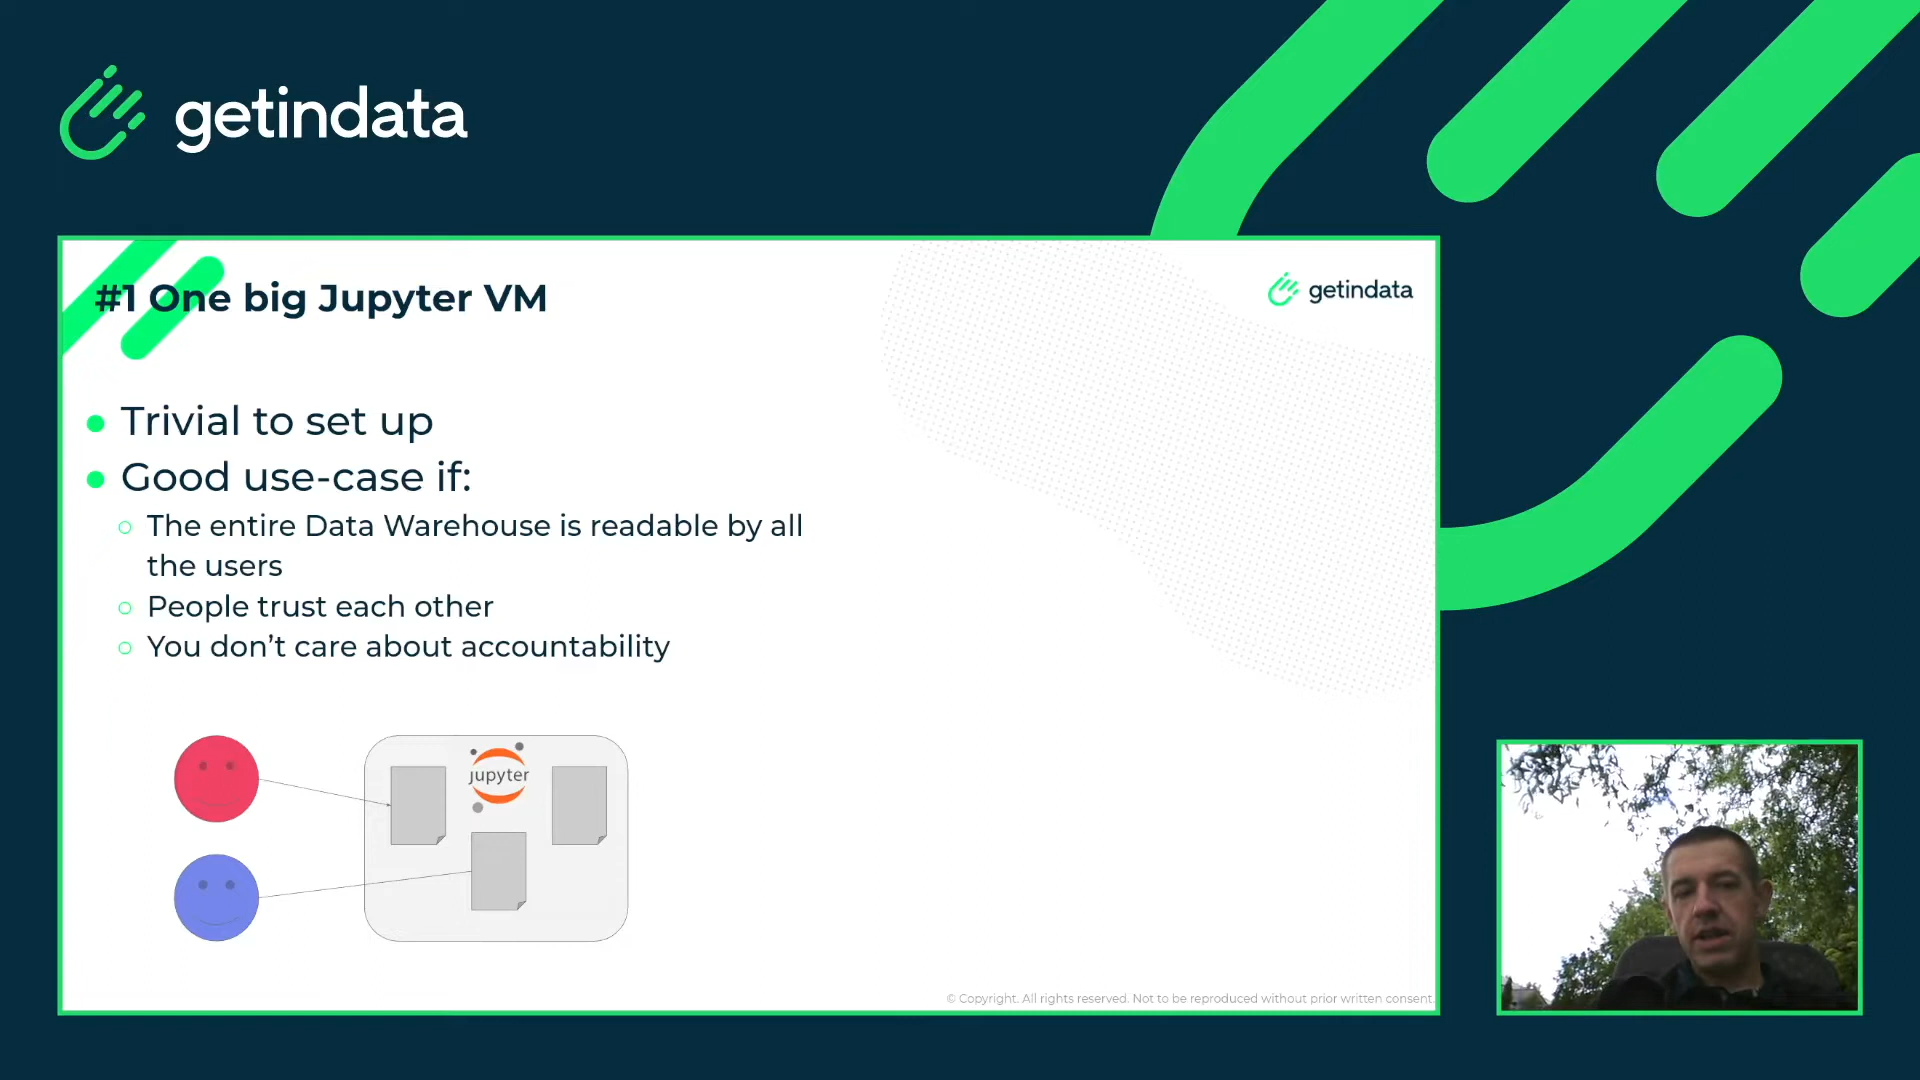 getindata
#1 One big Jupyter VM
getindata
Trivial to set up
Good use-case if:
The entire Data Warehouse is readable by all
the users
People trust each other
You don’t care about accountability
jupyter
© Copyright. All rights reserved. Not to be reproduced without prior written consent.